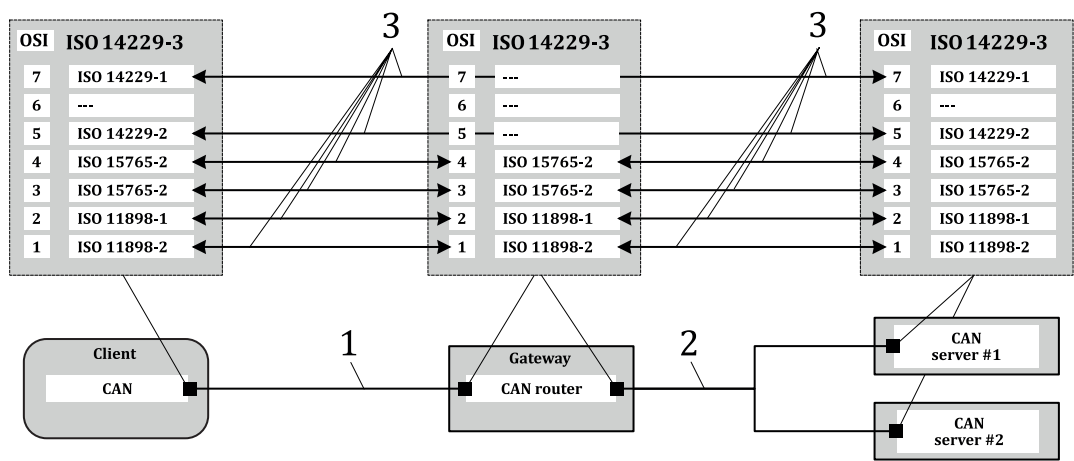 3
3
OSI ISO 14229-3
7 ISO 14229-1
6 ---
5 ISO 14229-2
4 ISO 15765-2
3 ISO 15765-2
2 ISO 11898-1
1 ISO 11898-2
OSI ISO 14229-3
7 ---
6 ---
5 ---
4 ISO 15765-2
3 ISO 15765-2
2 ISO 11898-1
1 ISO 11898-2
OSI ISO 14229-3
7 ISO 14229-1
6 ---
5 ISO 14229-2
4 ISO 15765-2
3 ISO 15765-2
2 ISO 11898-1
1 ISO 11898-2
Client
CAN
1
Gateway
CAN router
2
CAN
server #1
CAN
server #2